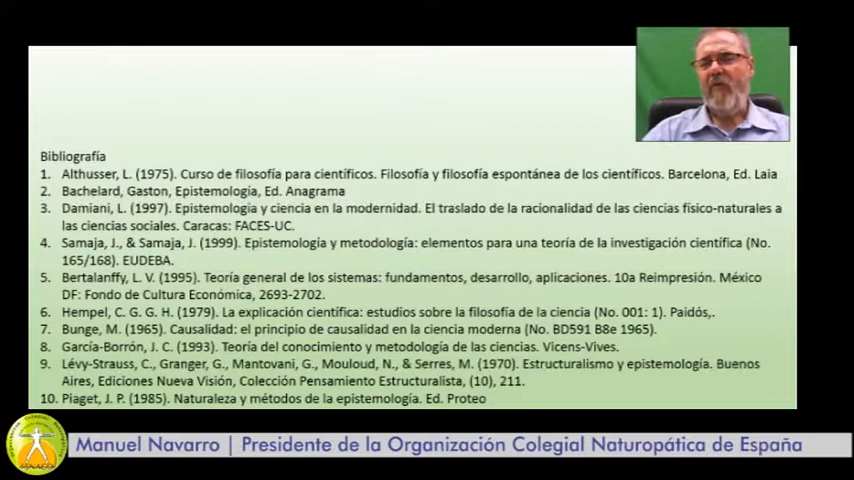 Bibliografía
1. Althusser, L. (1975). Curso de filosofía para científicos. Filosofía y filosofía espontánea de los científicos. Barcelona, Ed. Laia
2. Bachelard, Gaston, Epistemología, Ed. Anagrama
3. Damiani, L. (1997). Epistemología y ciencia en la modernidad. El traslado de la racionalidad de las ciencias físico-naturales a
las ciencias sociales. Caracas: FACES-UC.
4. Samaja, J., & Samaja, J. (1999). Epistemología y metodología: elementos para una teoría de la investigación científica (No.
165/168). EUDEBA.
5. Bertalanffy, L. V. (1995). Teoría general de los sistemas: fundamentos, desarrollo, aplicaciones. 10a Reimpresión. México
DF: Fondo de Cultura Económica, 2693-2702.
6. Hempel, C. G. G. H. (1979). La explicación científica: estudios sobre la filosofía de la ciencia (No. 001: 1). Paidós,.
7. Bunge, M. (1965). Causalidad: el principio de causalidad en la ciencia moderna (No. BD591 B8e 1965).
8. García-Borrón, J. C. (1993). Teoría del conocimiento y metodología de las ciencias. Vicens-Vives.
9. Lévy-Strauss, C., Granger, G., Mantovani, G., Mouloud, N., & Serres, M. (1970). Estructuralismo y epistemología. Buenos
Aires, Ediciones Nueva Visión, Colección Pensamiento Estructuralista, (10), 211.
10. Piaget, J. P. (1985). Naturaleza y métodos de la epistemología. Ed. Proteo
Manuel Navarro | Presidente de la Organización Colegial Naturopática de España